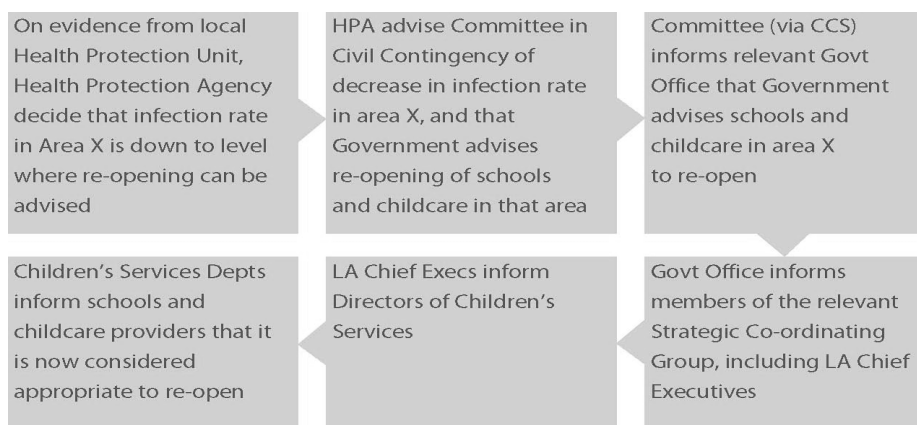 On evidence from local
Health Protection Unit,
Health Protection Agency
decide that infection rate
in Area X is down to level
where re-opening can be
advised
HPA advise Committee in
Civil Contingency of
decrease in infection rate
in area X, and that
Government advises
re-opening of schools
and childcare in that area
Committee (via CCS)
informs relevant Govt
Office that Government
advises schools and
childcare in area X
to re-open
Govt Office informs
members of the relevant
Strategic Co-ordinating
Group, including LA Chief
Executives
LA Chief Execs inform
Directors of Children’s
Services
Children’s Services Depts
inform schools and
childcare providers that it
is now considered
appropriate to re-open